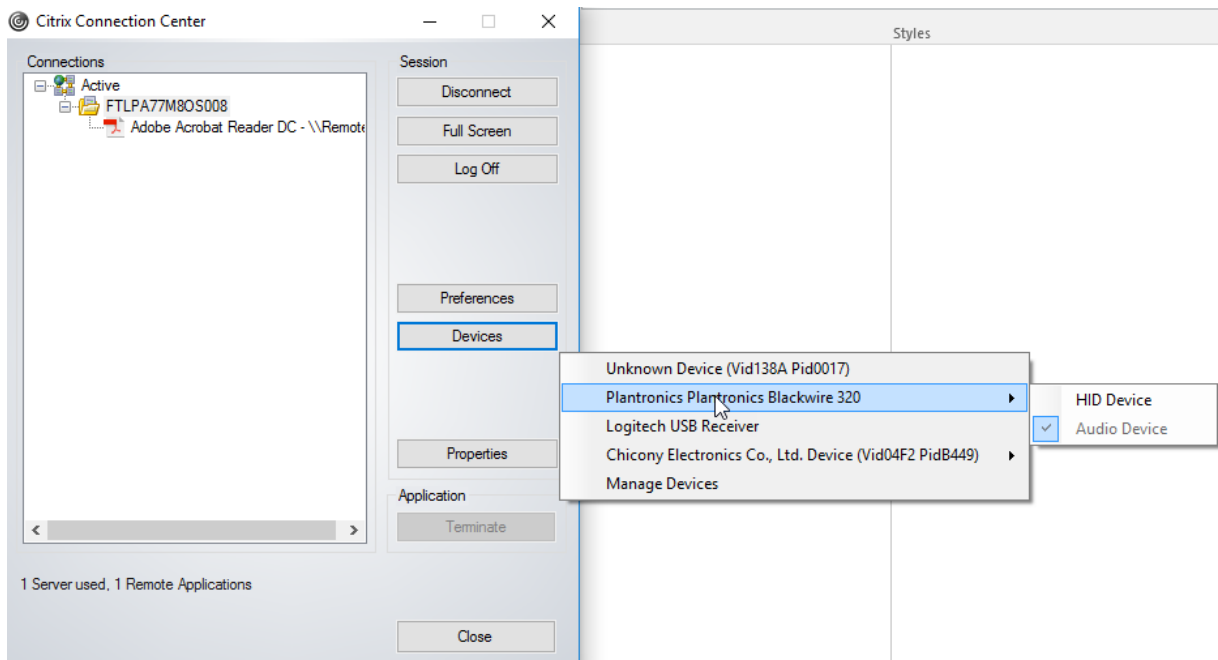 Citrix Connection Center
Styles
Connections
Active
FTLPA77M8OS008
Adobe Acrobat Reader DC - \\Remote
Session
Disconnect
Full Screen
Log Off
Preferences
Devices
Unknown Device (Vid138A Pid0017)
Plantronics Plantronics Blackwire 320
Logitech USB Receiver
Chicony Electronics Co., Ltd. Device (Vid04F2 PidB449)
Manage Devices
HID Device
Audio Device
Properties
Application
Terminate
1 Server used, 1 Remote Applications
Close